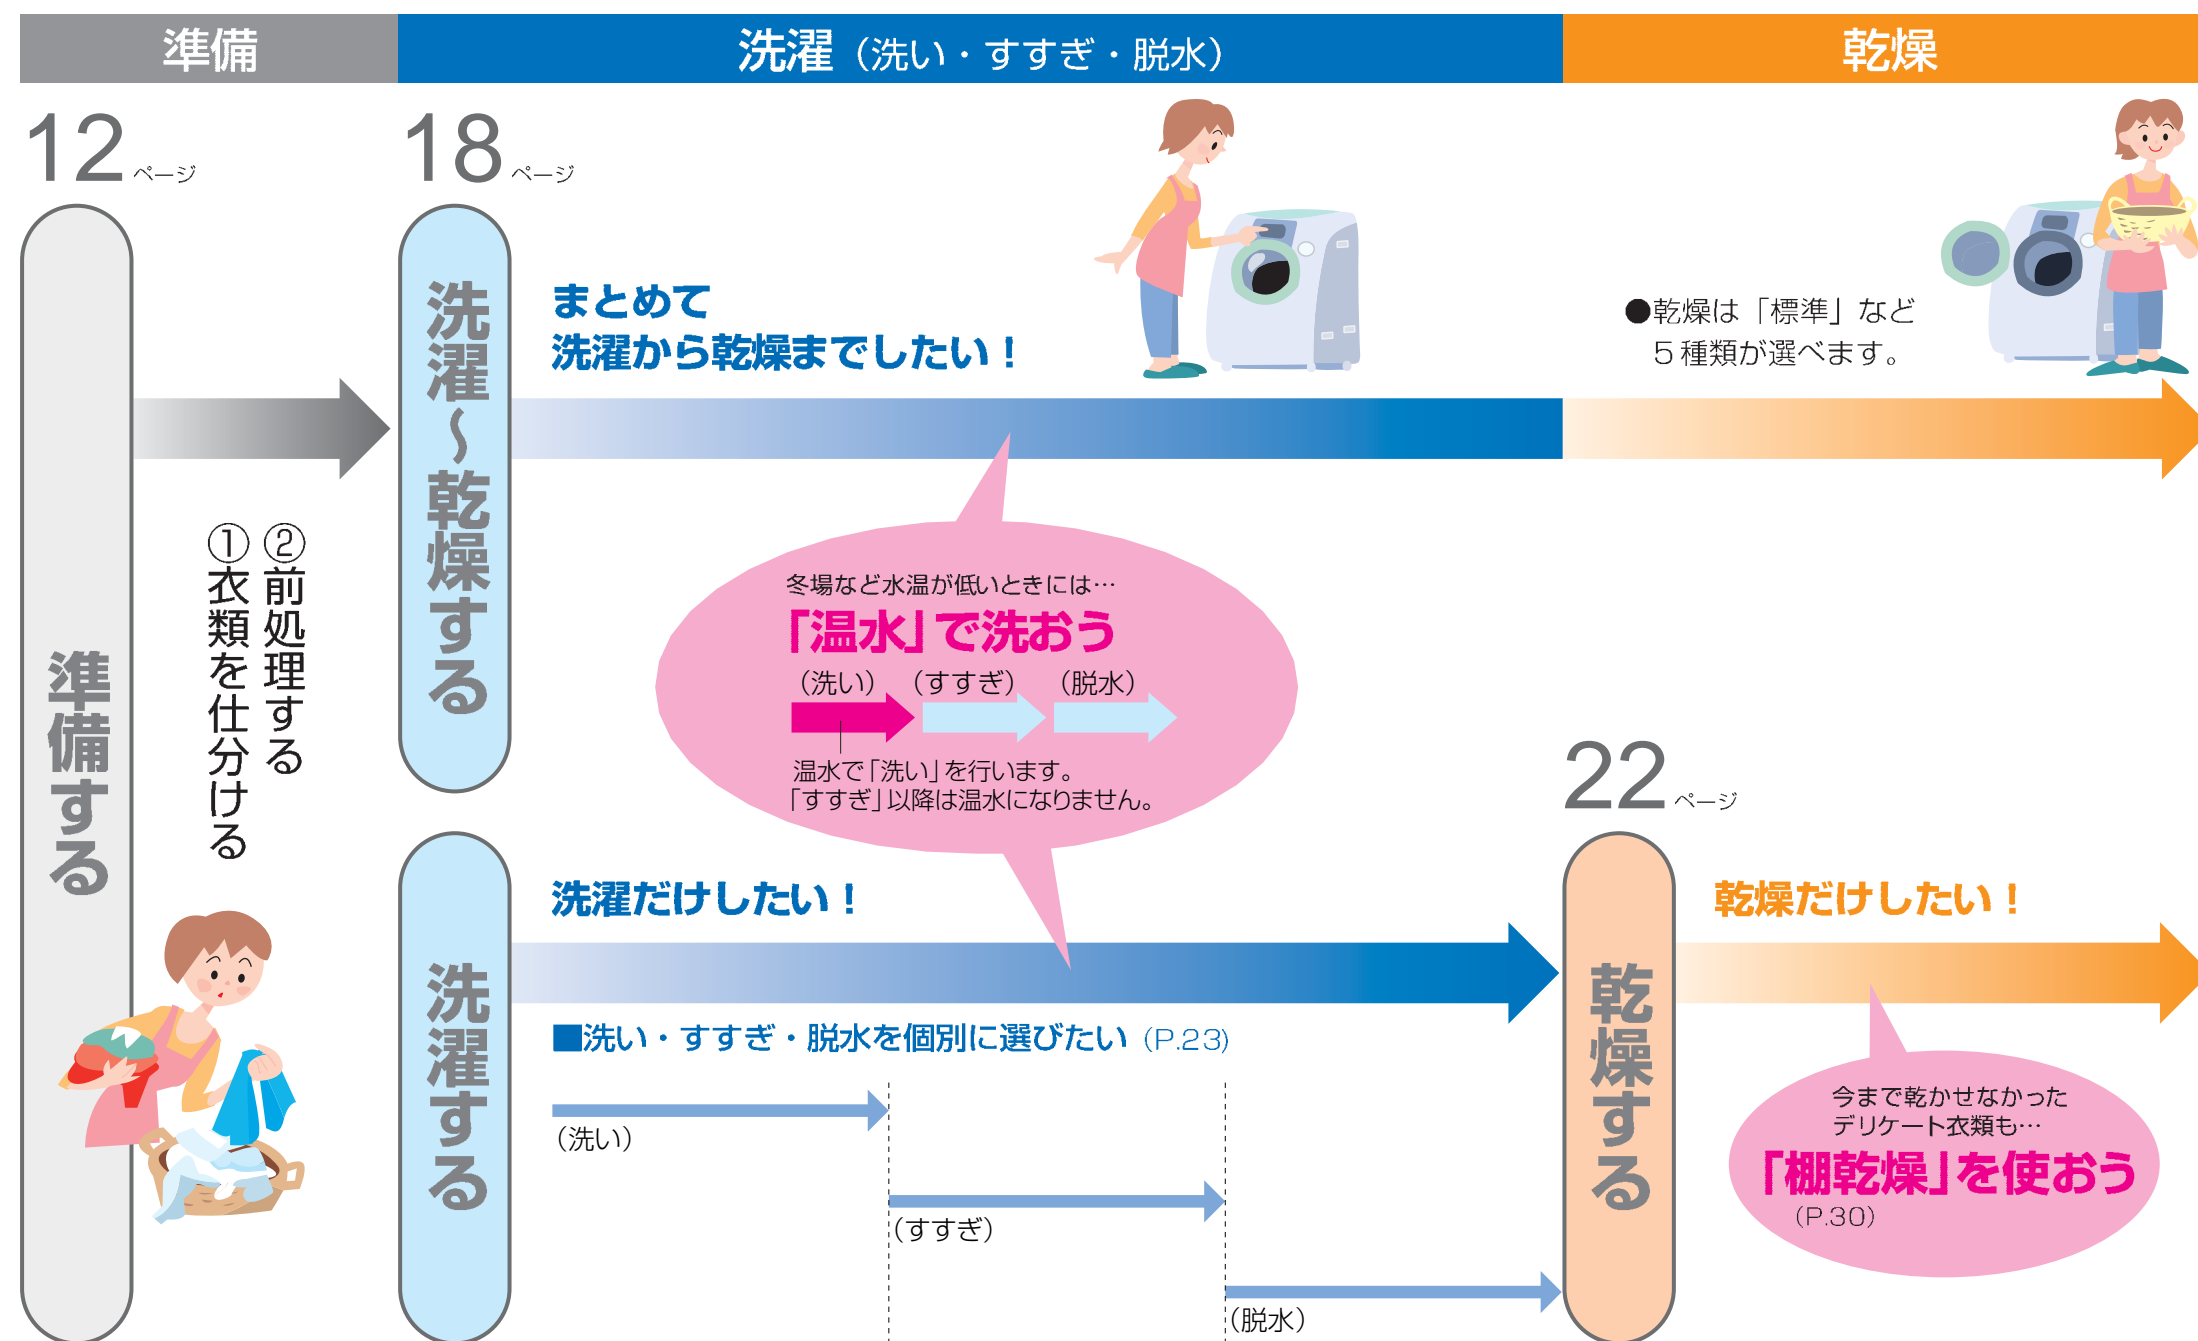 準備
洗濯（洗い・すすぎ・脱水）
乾燥
12ページ
18ページ
準備する
①衣類を仕分ける
②前処理する
洗濯～乾燥する
まとめて
洗濯から乾燥までしたい！
●乾燥は「標準」など
5種類が選べます。
冬場など水温が低いときには…
「温水」で洗おう
（洗い）（すすぎ）（脱水）
温水で「洗い」を行います。
「すすぎ」以降は温水になりません。
洗濯する
洗濯だけしたい！
■洗い・すすぎ・脱水を個別に選びたい（P.23）
（洗い）
（すすぎ）
（脱水）
22ページ
乾燥する
乾燥だけしたい！
今まで乾かせなかった
デリケート衣類も…
「棚乾燥」を使おう
（P.30）